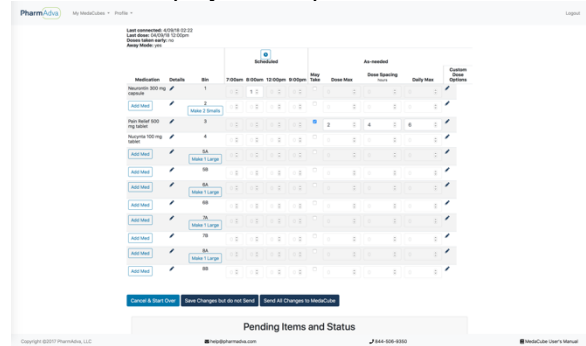 PharmAdva
My MedaCubes
Profile
Logout
Last connected: 4/09/18 02:22
Last dose: 04/09/18 12:00pm
Doses taken early: no
Away Mode: yes
Scheduled
As-needed
Medication Details Bin 7:00am 8:00am 12:00pm 9:00pm May Take Dose Max Dose Spacing hours Daily Max Custom Dose Options
Neurontin 300 mg capsule 1 1
Add Med 2 Make 2 Smalls
Pain Relief 500 mg tablet 3 2 4 6
Nucynta 100 mg tablet 4
Add Med 5A Make 1 Large
Add Med 5B
Add Med 6A Make 1 Large
Add Med 6B
Add Med 7A Make 1 Large
Add Med 7B
Add Med 8A Make 1 Large
Add Med 8B
Cancel & Start Over
Save Changes but do not Send
Send All Changes to MedaCube
Pending Items and Status
Copyright ©2017 PharmAdva, LLC
help@pharmadva.com
844-506-9350
MedaCube User's Manual